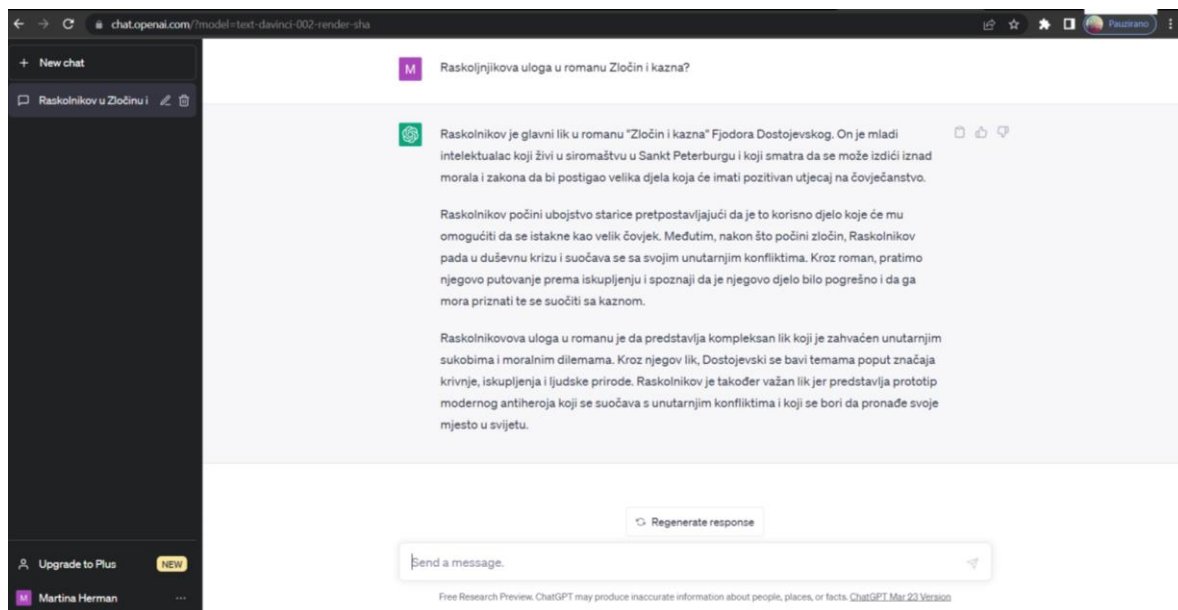 chat.openai.com/?model=text-davinci-002-render-sha
Pauzirano
+ New chat
Raskolnikov u Zločinu i
M
Raskoljnjikova uloga u romanu Zločin i kazna?
Raskolnikov je glavni lik u romanu "Zločin i kazna" Fjodora Dostojevskog. On je mladi
intelektualac koji živi u siromaštvu u Sankt Peterburgu i koji smatra da se može izdići iznad
morala i zakona da bi postigao velika djela koja će imati pozitivan utjecaj na čovječanstvo.
Raskolnikov počini ubojstvo starice pretpostavljajući da je to korisno djelo koje će mu
omogućiti da se istakne kao velik čovjek. Međutim, nakon što počini zločin, Raskolnikov
pada u duševnu krizu i suočava se sa svojim unutarnjim konfliktima. Kroz roman, pratimo
njegovo putovanje prema iskupljenju i spoznaji da je njegovo djelo bilo pogrešno i da ga
mora priznati te se suočiti sa kaznom.
Raskolnikovova uloga u romanu je da predstavlja kompleksan lik koji je zahvaćen unutarnjim
sukobima i moralnim dilemama. Kroz njegov lik, Dostojevski se bavi temama poput značaja
krivnje, iskupljenja i ljudske prirode. Raskolnikov je također važan lik jer predstavlja prototip
modernog antiheroja koji se suočava s unutarnjim konfliktima i koji se bori da pronađe svoje
mjesto u svijetu.
Regenerate response
Send a message.
Free Research Preview. ChatGPT may produce inaccurate information about people, places, or facts. ChatGPT Mar 23 Version
Upgrade to Plus
NEW
M
Martina Herman